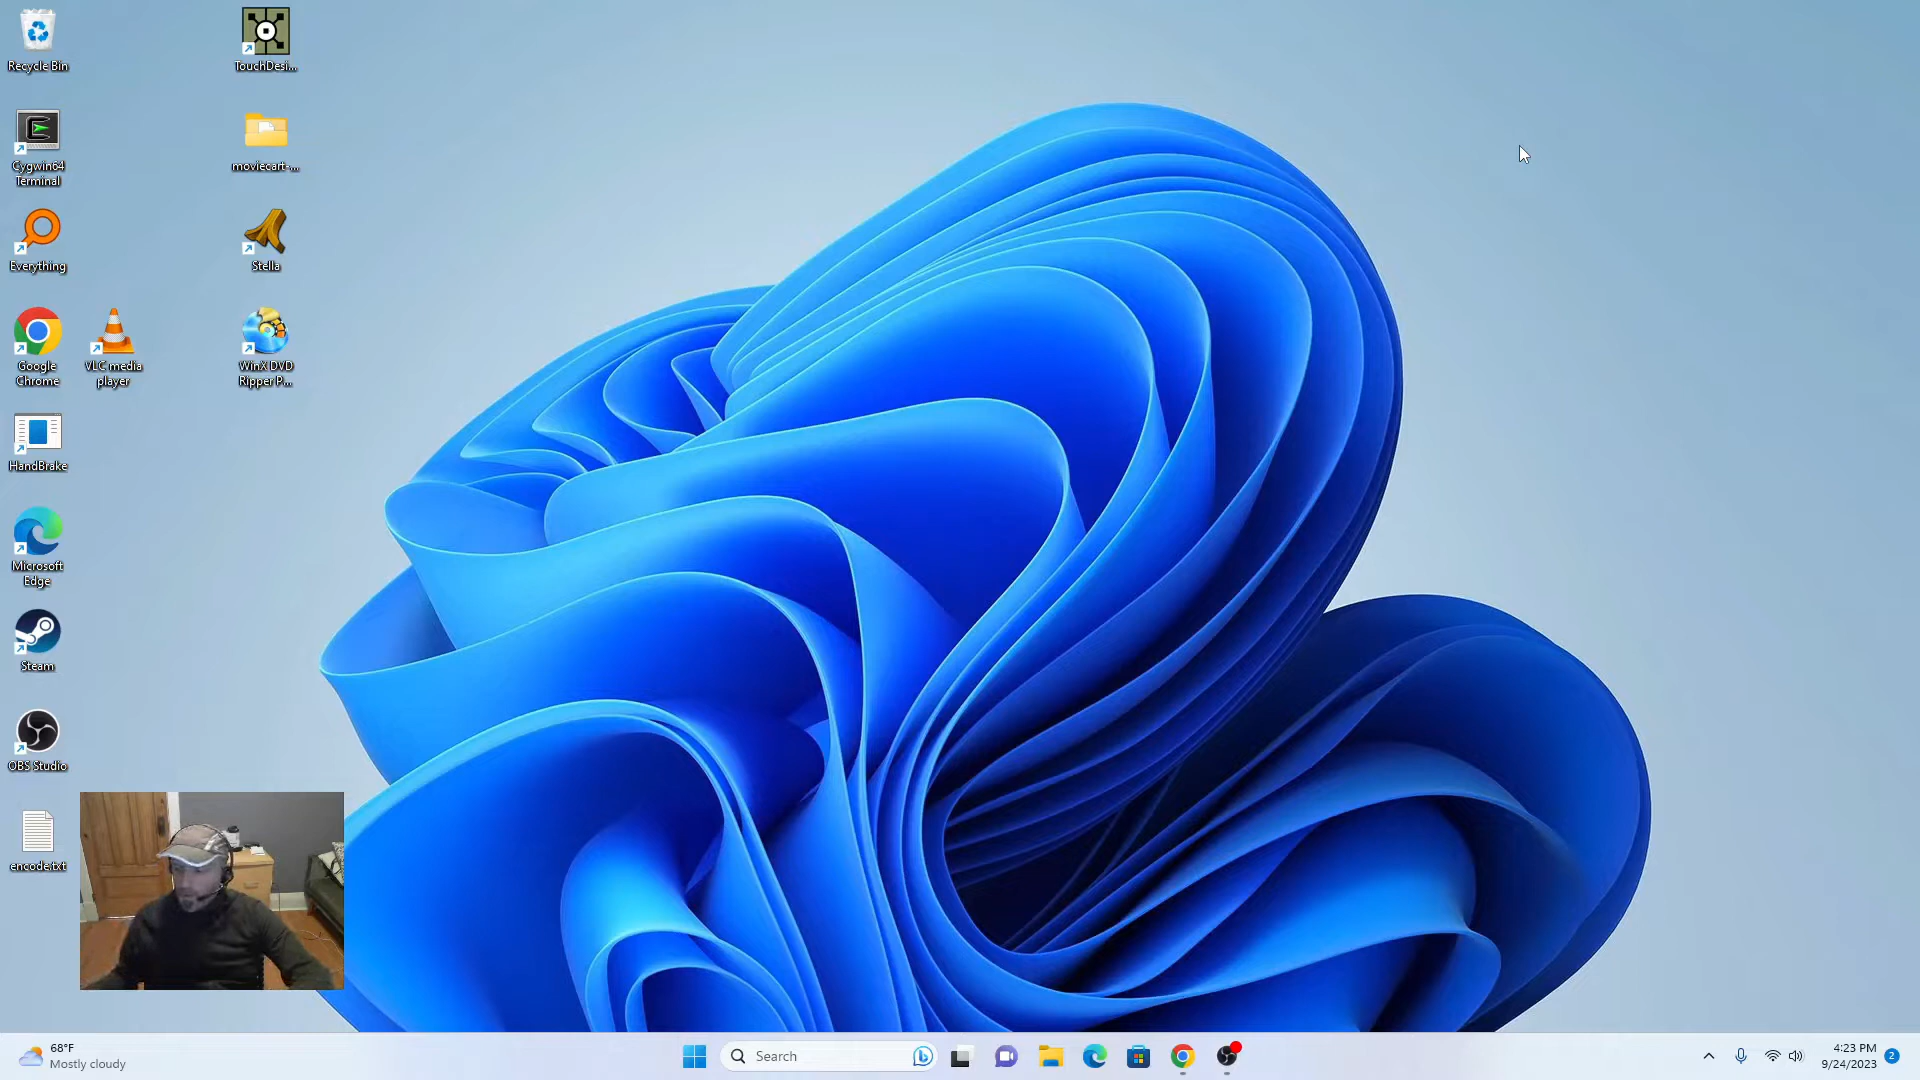 Recycle Bin
TouchDesi...
Cygwin64
Terminal
moviecart-...
Everything
Stella
Google
Chrome
VLC media
player
WinX DVD
Ripper P...
HandBrake
Microsoft
Edge
Steam
OBS Studio
encode.txt
68°F
Mostly cloudy
Search
4:23 PM
9/24/2023
2